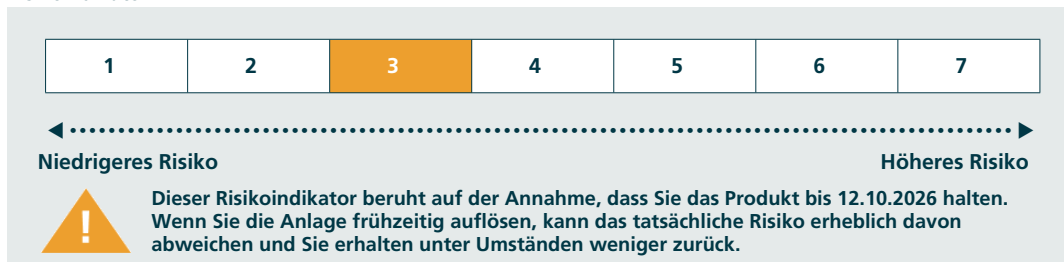 1 2 3 4 5 6 7
Niedrigeres Risiko Höheres Risiko
!
Dieser Risikoindikator beruht auf der Annahme, dass Sie das Produkt bis 12.10.2026 halten.
Wenn Sie die Anlage frühzeitig auflösen, kann das tatsächliche Risiko erheblich davon
abweichen und Sie erhalten unter Umständen weniger zurück.